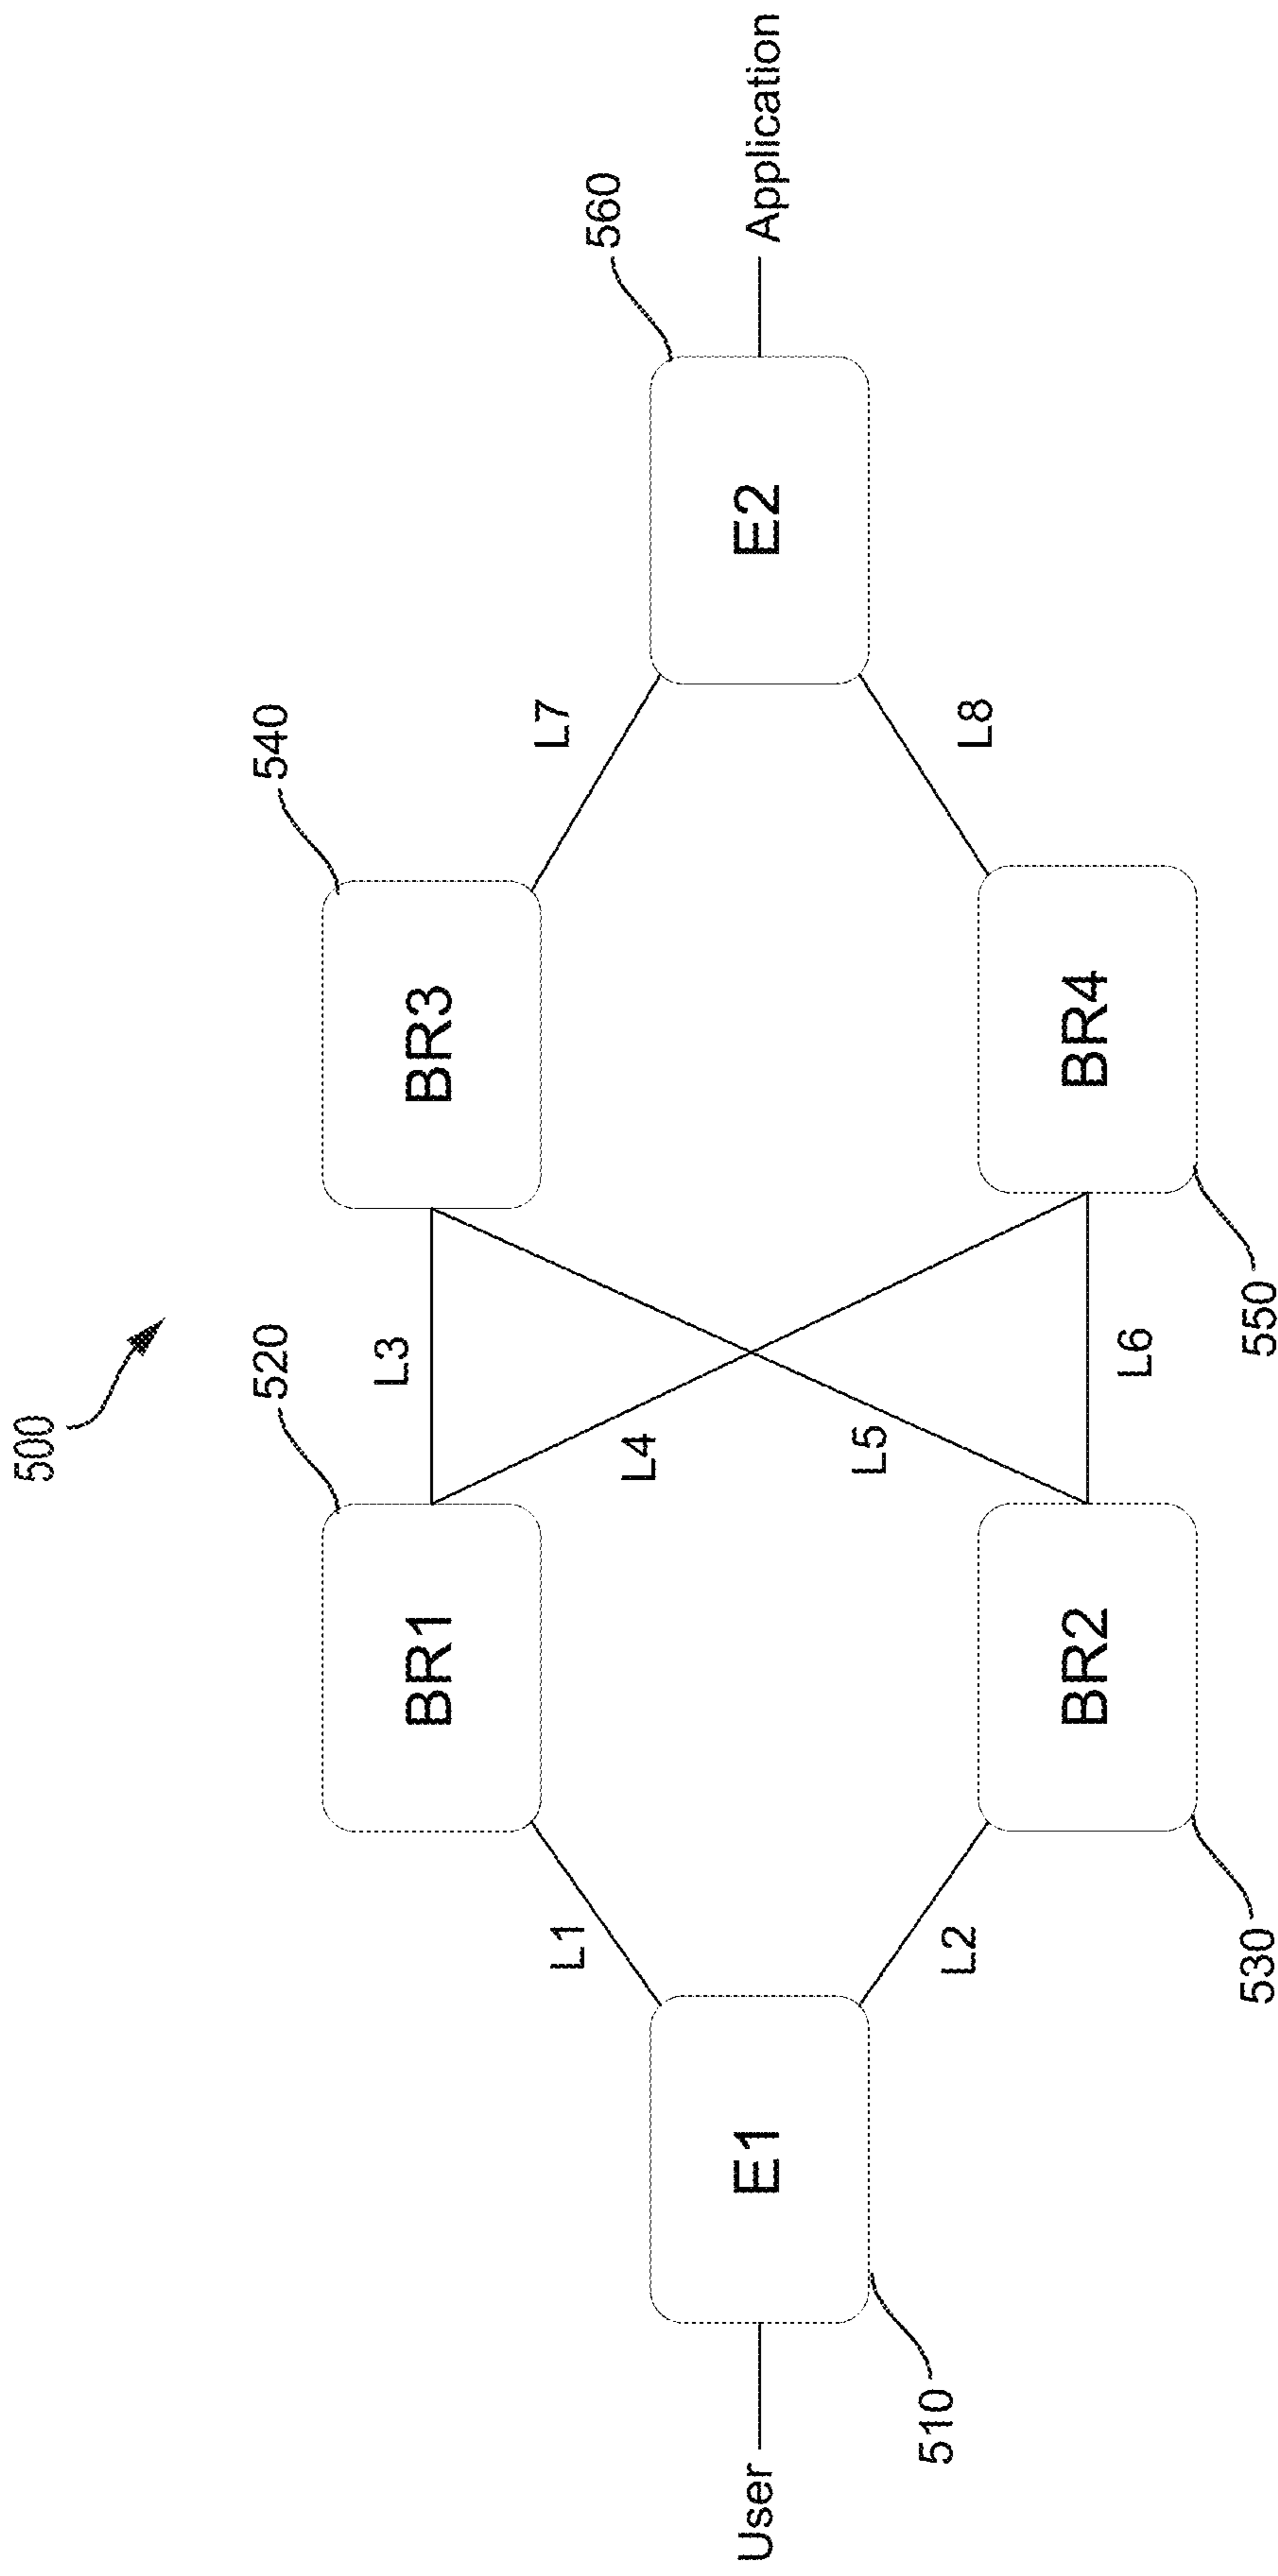 500
520
540
560
BR1
L3
BR3
L1
L4
L7
User
E1
E2
Application
L2
L5
L8
BR2
L6
BR4
510
530
550